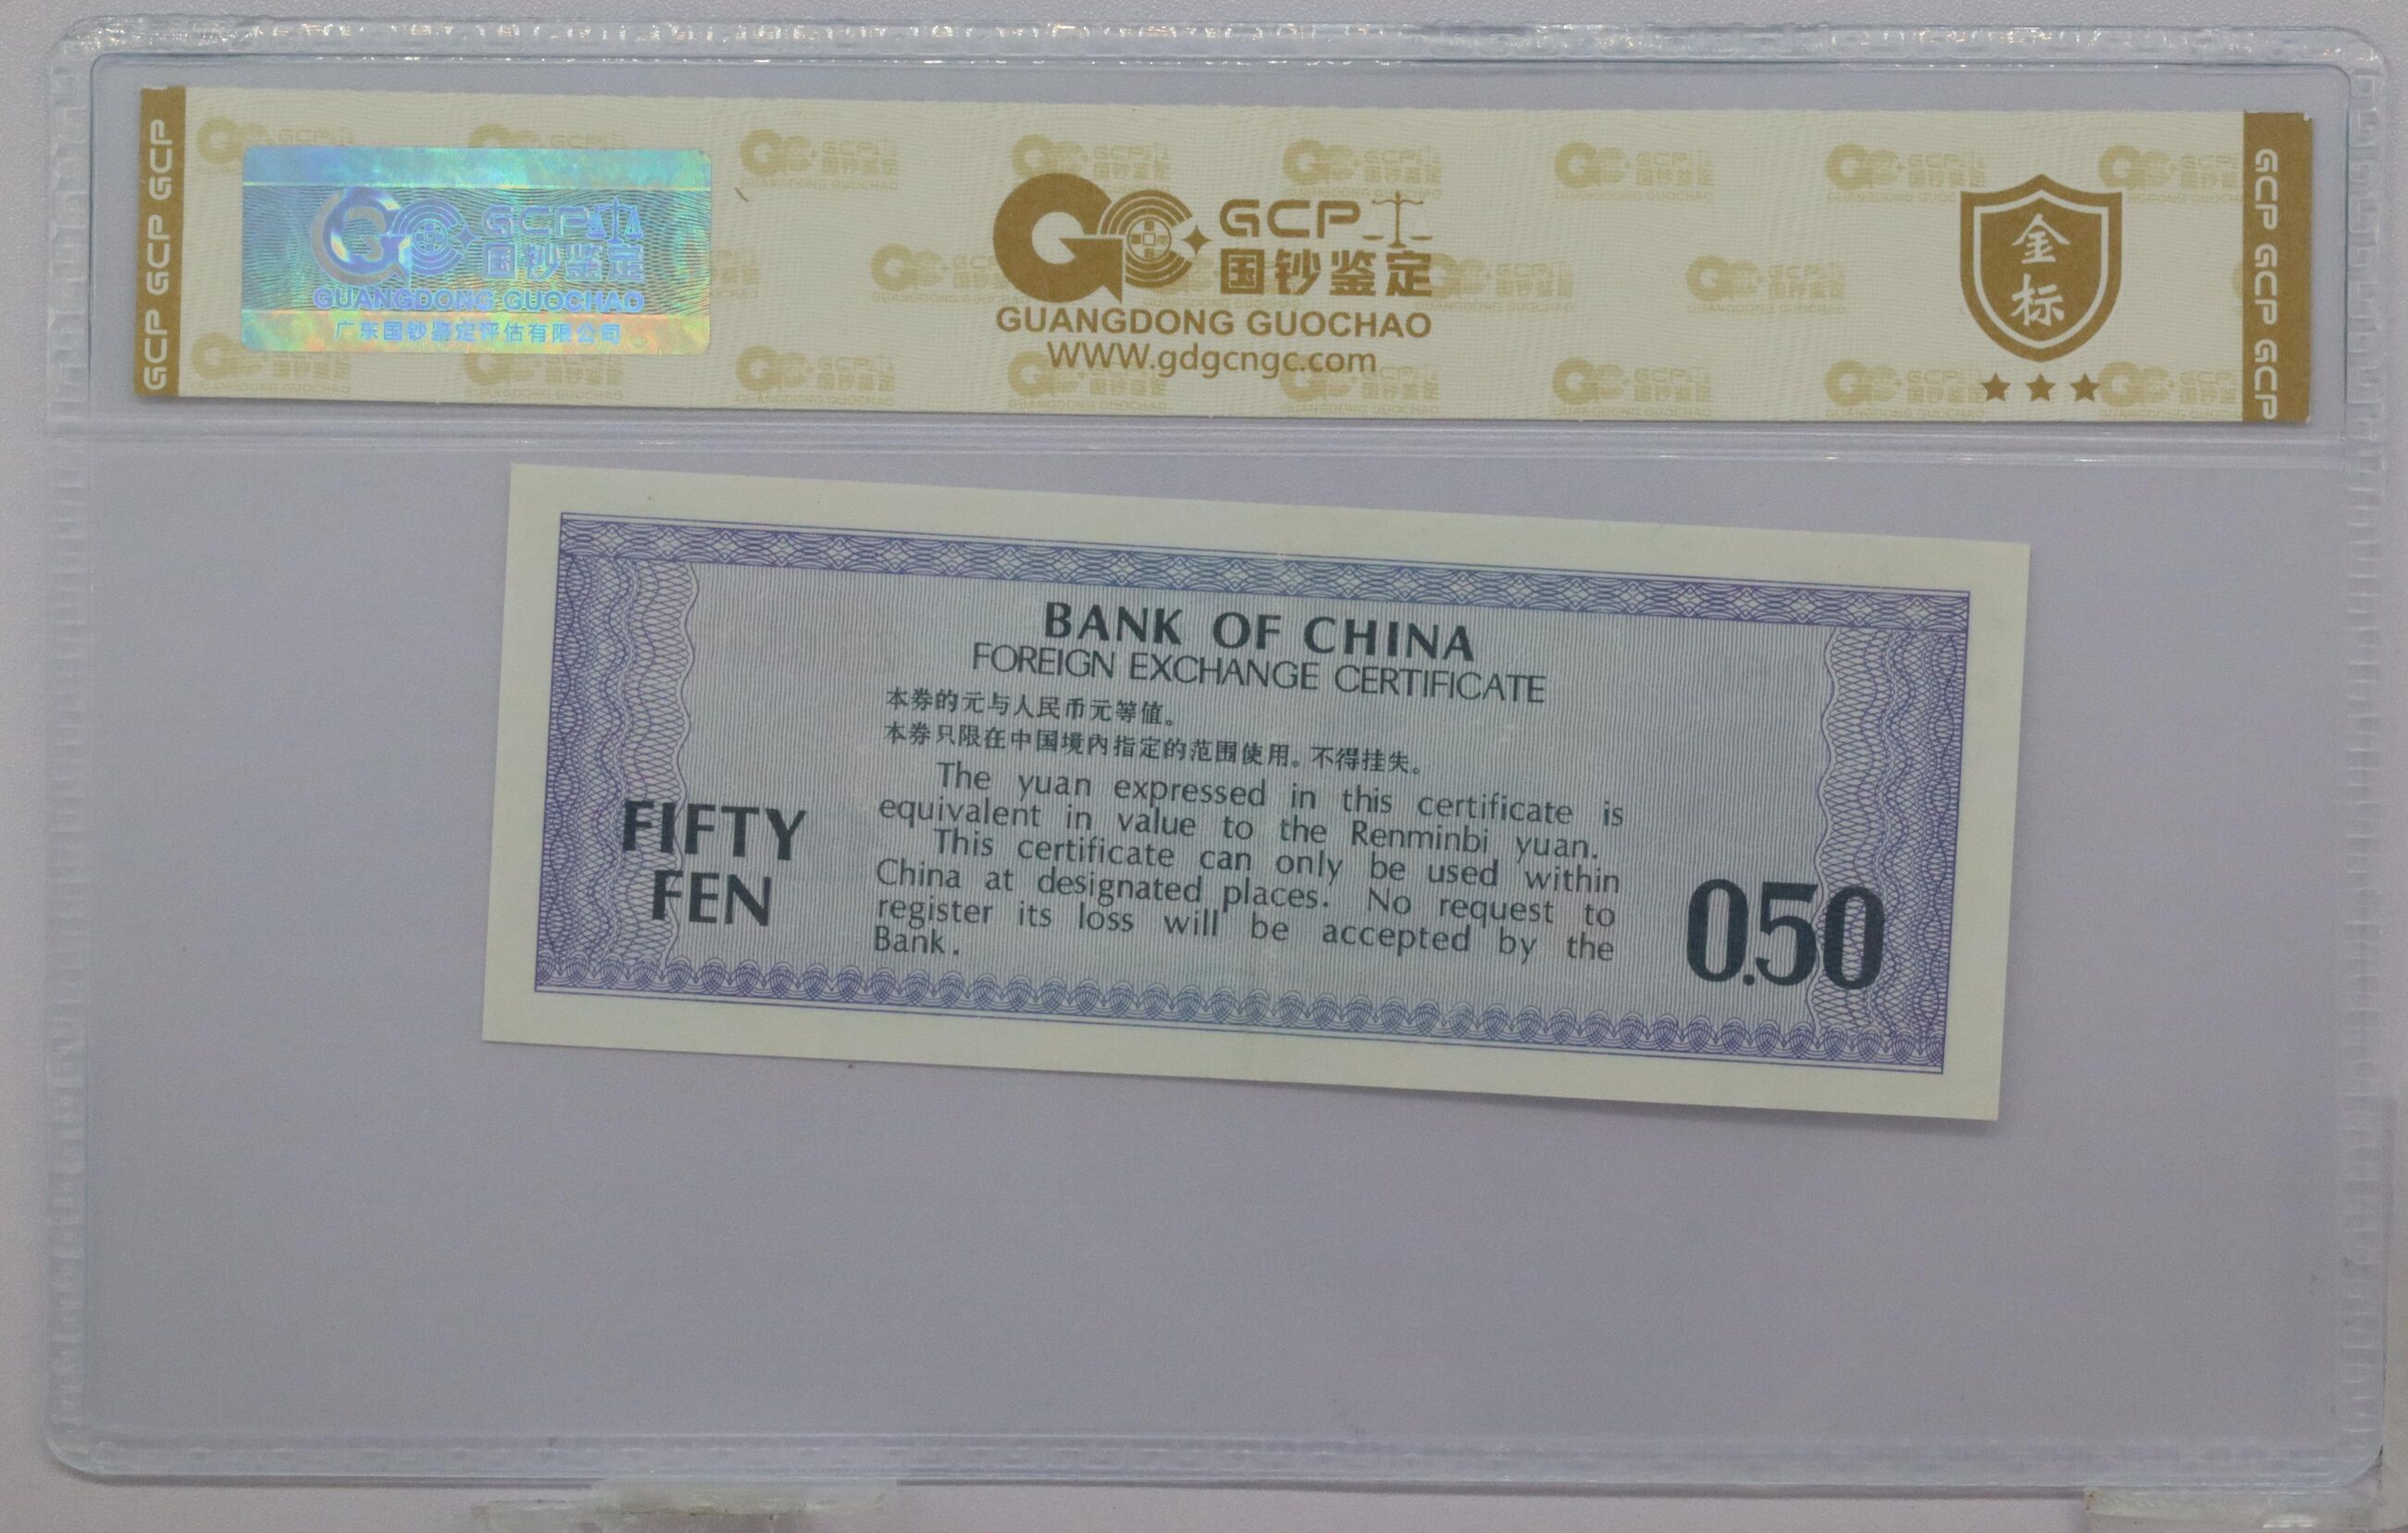 GCP GCP GCP
GCP
国钞鉴定
GUANGDONG GUOCHAO
广东国钞鉴定评估有限公司
GCP
国钞鉴定
GUANGDONG GUOCHAO
WWW.gdgcngc.com
金
标
GCP GCP GCP
BANK OF CHINA
FOREIGN EXCHANGE CERTIFICATE
本券的元与人民币元等值。
本券只限在中国境内指定的范围使用。不得挂失。
The yuan expressed in this certificate is
equivalent in value to the Renminbi yuan.
This certificate can only be used within
China at designated places. No request to
register its loss will be accepted by the
Bank.
FIFTY
FEN
0.50